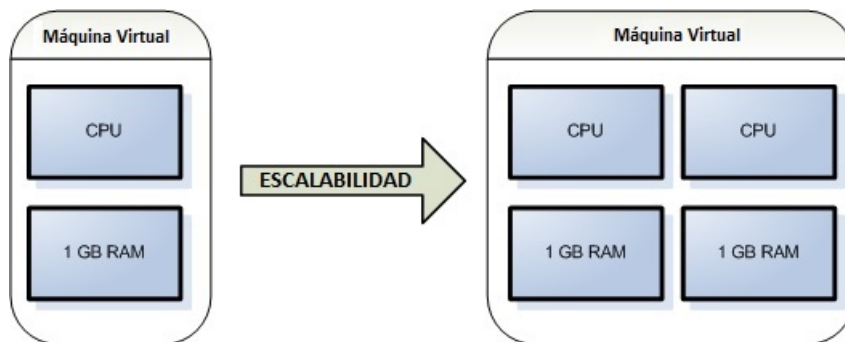 Máquina Virtual
CPU
1 GB RAM
ESCALABILIDAD
Máquina Virtual
CPU CPU
1 GB RAM 1 GB RAM